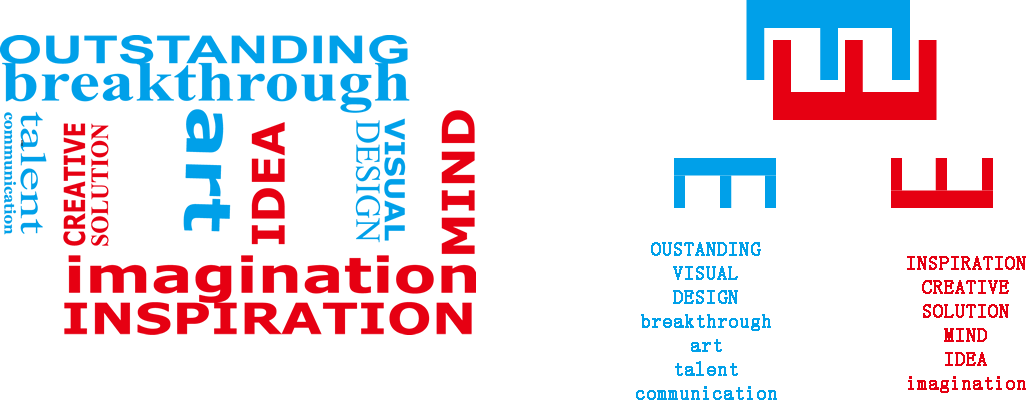 OUTSTANDING
breakthrough
talent
communication
CREATIVE
SOLUTION
art
IDEA
VISUAL
DESIGN
MIND
imagination
INSPIRATION
OUSTANDING
VISUAL
DESIGN
breakthrough
art
talent
communication
INSPIRATION
CREATIVE
SOLUTION
MIND
IDEA
imagination